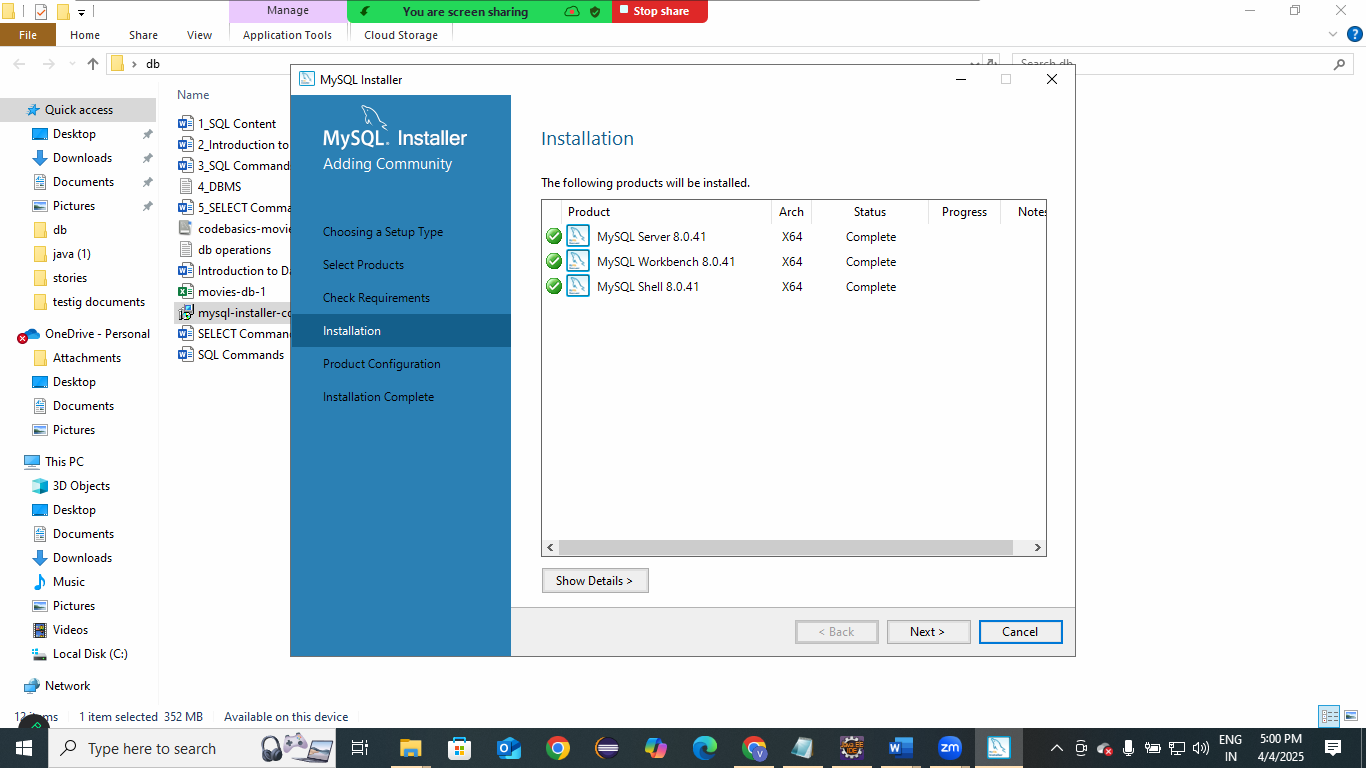 Manage
You are screen sharing
Stop share
File
Home
Share
View
Application Tools
Cloud Storage
db
Search db
Quick access
Desktop
Downloads
Documents
Pictures
db
java (1)
stories
testig documents
OneDrive - Personal
Attachments
Desktop
Documents
Pictures
This PC
3D Objects
Desktop
Documents
Downloads
Music
Pictures
Videos
Local Disk (C:)
Network
Name
1_SQL Content
2_Introduction to
3_SQL Command
4_DBMS
5_SELECT Comma
codebasics-movie
db operations
Introduction to Da
movies-db-1
mysql-installer-co
SELECT Comman
SQL Commands
MySQL Installer
MySQL. Installer
Adding Community
Choosing a Setup Type
Select Products
Check Requirements
Installation
Product Configuration
Installation Complete
Installation
The following products will be installed.
Product Arch Status Progress Notes
MySQL Server 8.0.41 X64 Complete
MySQL Workbench 8.0.41 X64 Complete
MySQL Shell 8.0.41 X64 Complete
Show Details >
< Back
Next >
Cancel
12 items 1 item selected 352 MB Available on this device
Type here to search
zm
ENG
IN
5:00 PM
4/4/2025